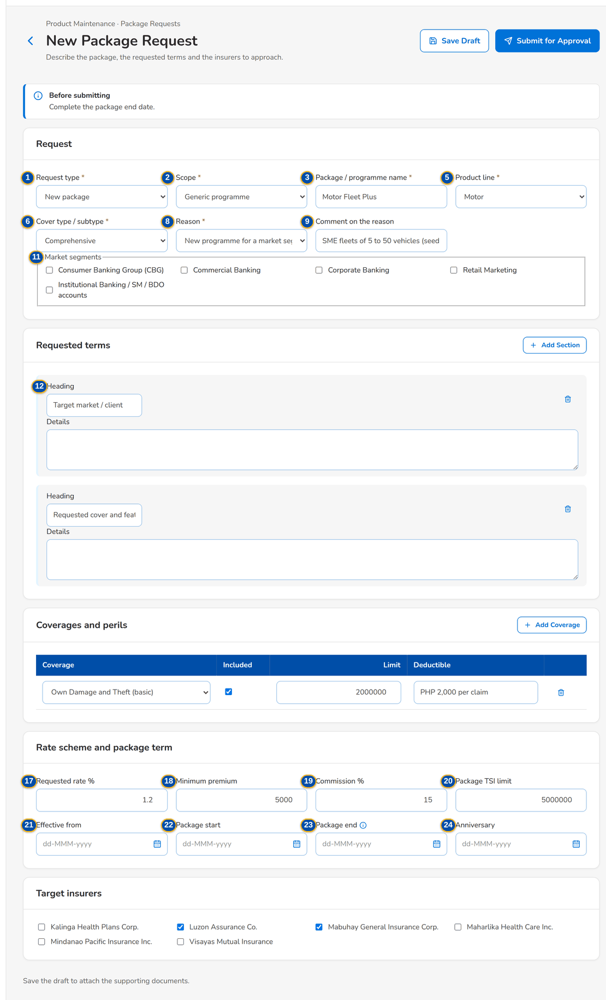 Product Maintenance · Package Requests
New Package Request
Describe the package, the requested terms and the insurers to approach.
Save Draft
Submit for Approval
Before submitting
Complete the package end date.
Request
1 Request type * 2 Scope * 3 Package / programme name * 5 Product line *
New package Generic programme Motor Fleet Plus Motor
6 Cover type / subtype * 8 Reason * 9 Comment on the reason
Comprehensive New programme for a market seg SME fleets of 5 to 50 vehicles (seed
11 Market segments
Consumer Banking Group (CBG) Commercial Banking Corporate Banking Retail Marketing
Institutional Banking / SM / BDO
accounts
Requested terms
Add Section
12 Heading
Target market / client
Details
Heading
Requested cover and feat
Details
Coverages and perils
Add Coverage
Coverage Included Limit Deductible
Own Damage and Theft (basic) 2000000 PHP 2,000 per claim
Rate scheme and package term
17 Requested rate % 18 Minimum premium 19 Commission % 20 Package TSI limit
1.2 5000 15 5000000
21 Effective from 22 Package start 23 Package end 24 Anniversary
dd-MMM-yyyy dd-MMM-yyyy dd-MMM-yyyy dd-MMM-yyyy
Target insurers
Kalinga Health Plans Corp. Luzon Assurance Co. Mabuhay General Insurance Corp. Maharlika Health Care Inc.
Mindanao Pacific Insurance Inc. Visayas Mutual Insurance
Save the draft to attach the supporting documents.